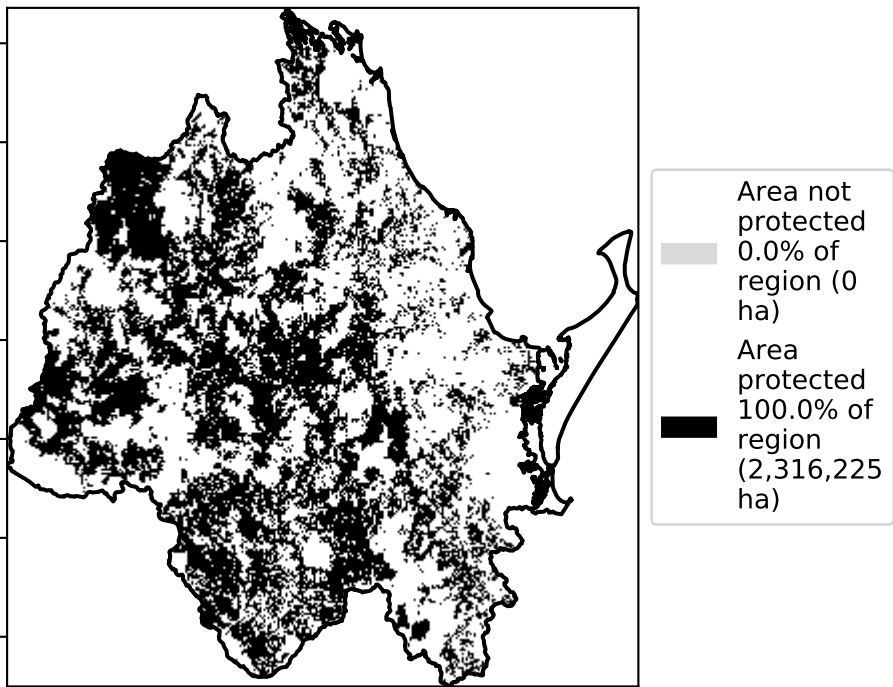 Area not
protected
0.0% of
region (0
ha)
Area
protected
100.0% of
region
(2,316,225
ha)